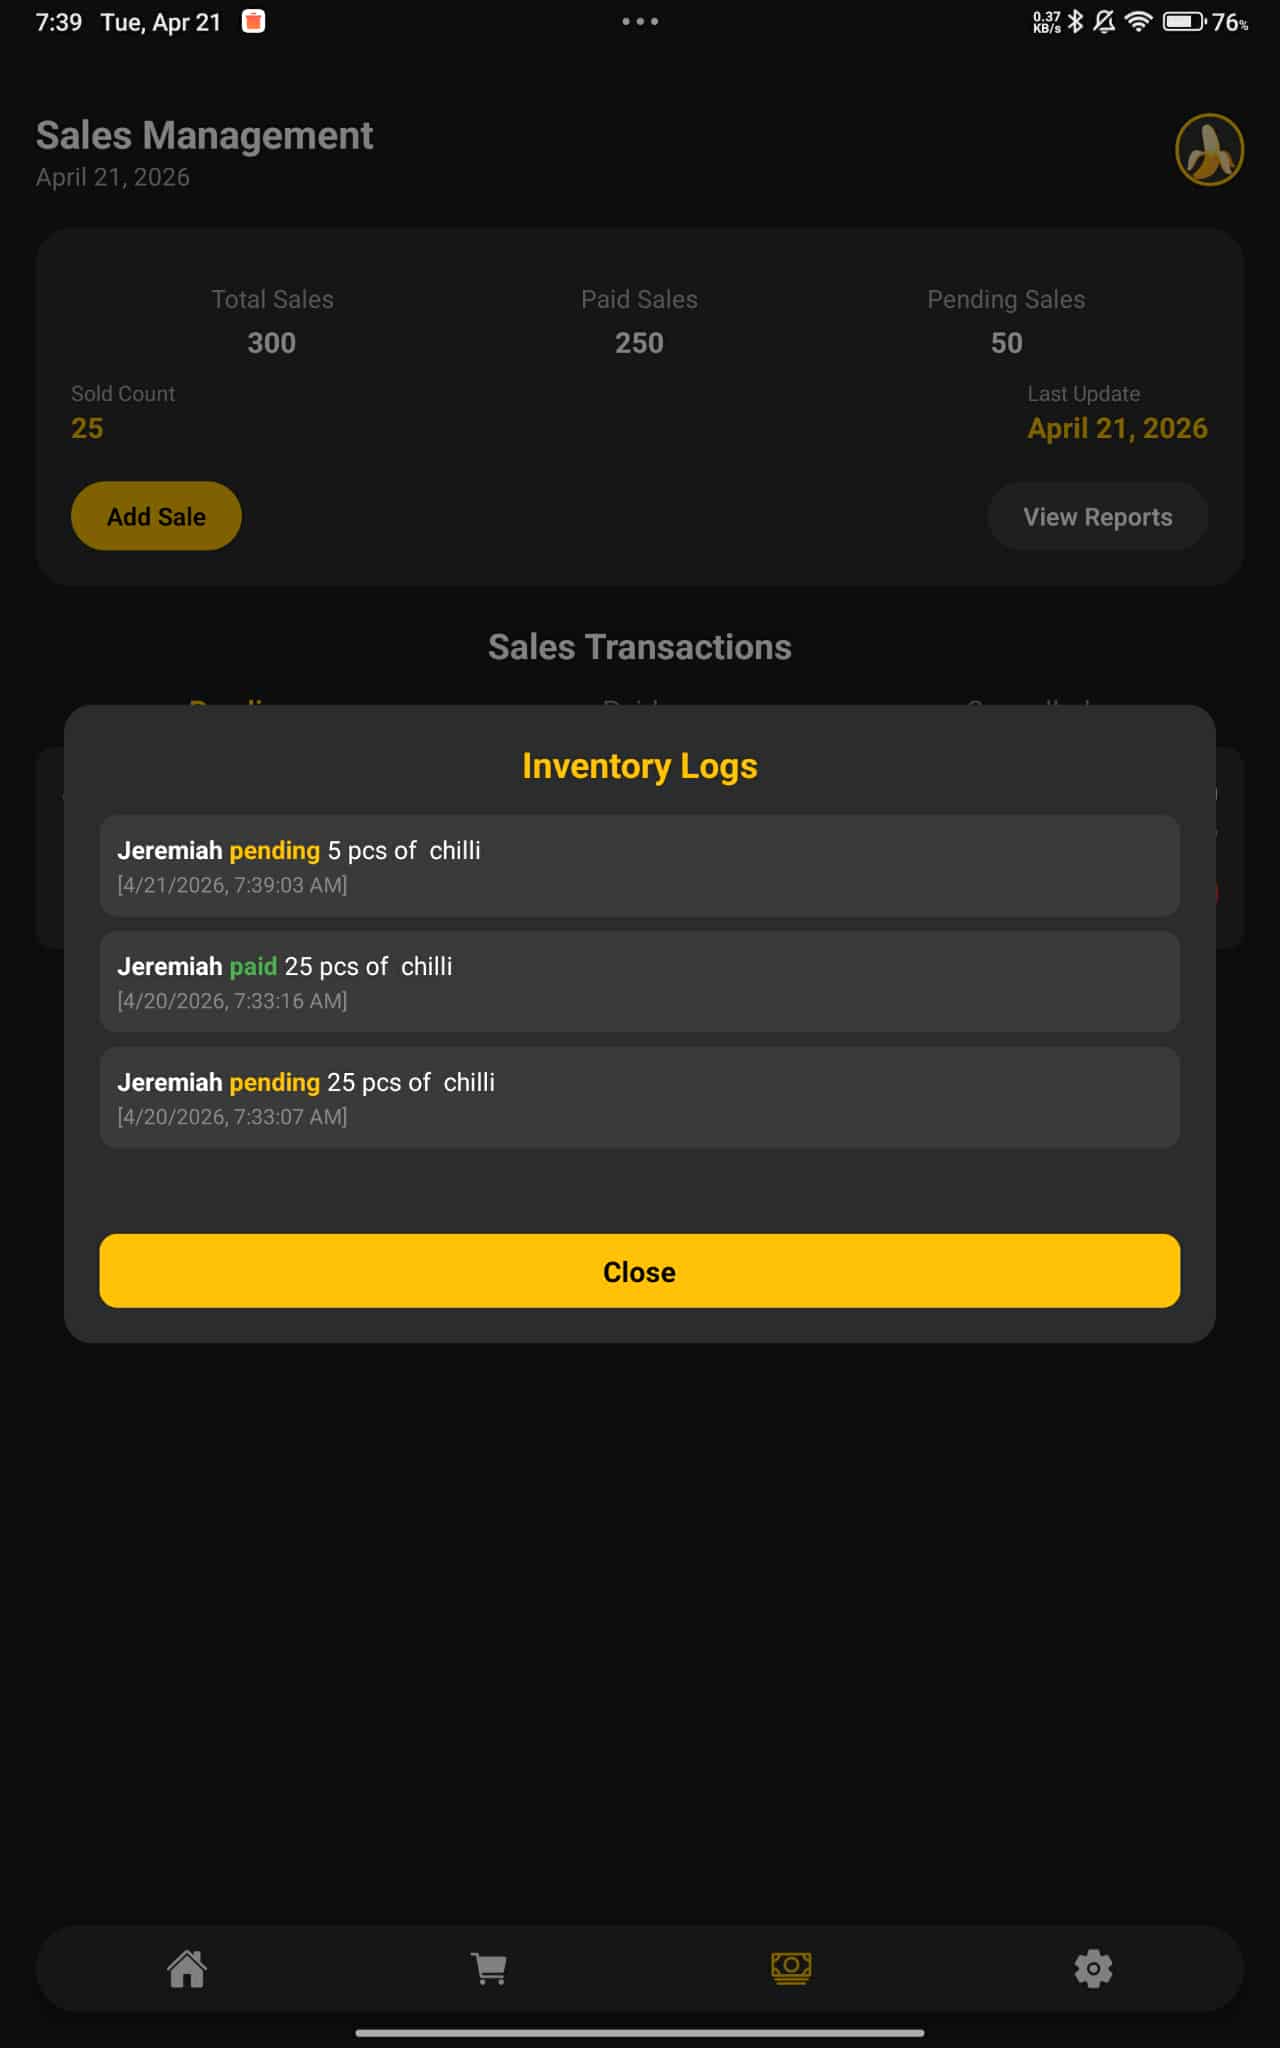 7:39 Tue, Apr 21
0.37 KB/s 76%
Sales Management
April 21, 2026
Total Sales Paid Sales Pending Sales
300 250 50
Sold Count Last Update
25 April 21, 2026
Add Sale View Reports
Sales Transactions
Inventory Logs
Jeremiah pending 5 pcs of  chilli
[4/21/2026, 7:39:03 AM]
Jeremiah paid 25 pcs of  chilli
[4/20/2026, 7:33:16 AM]
Jeremiah pending 25 pcs of  chilli
[4/20/2026, 7:33:07 AM]
Close